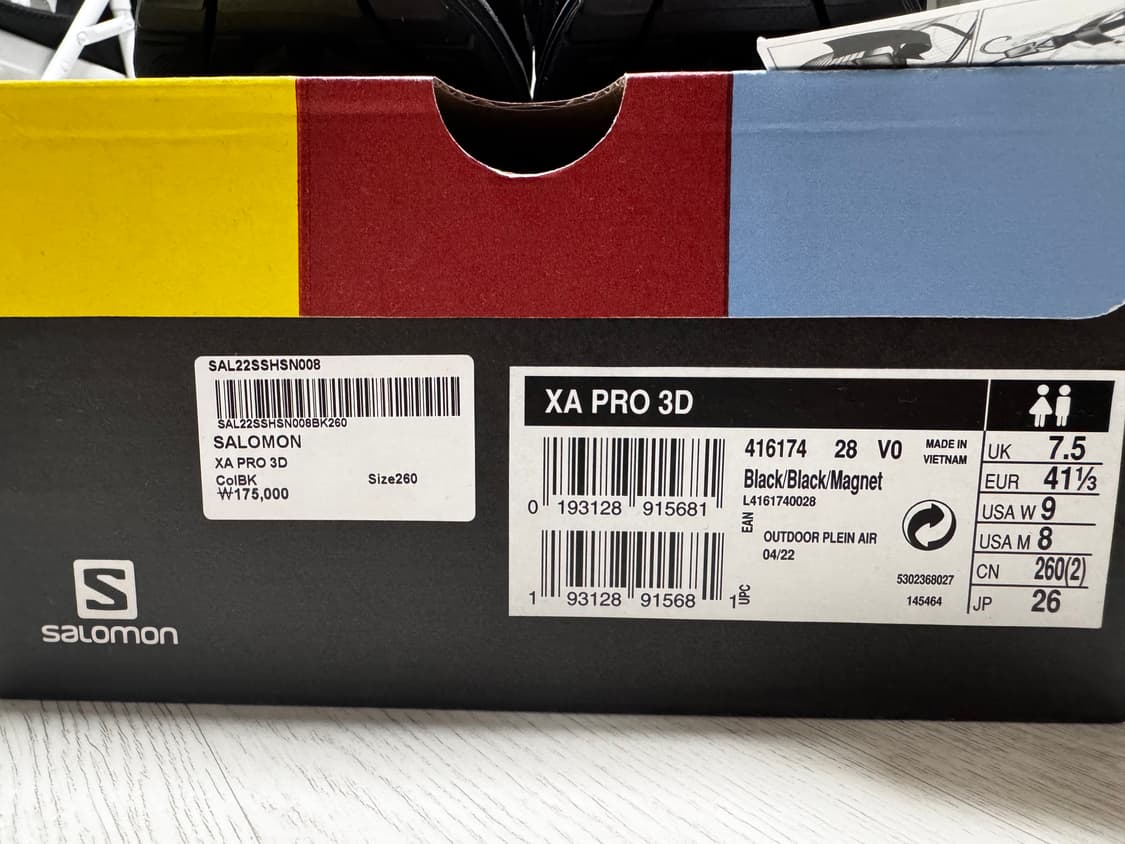 SAL22SSHSN008
SAL22SSHSN008BK260
SALOMON
XA PRO 3D
ColBK Size260
₩175,000
S
salomon
XA PRO 3D
0 193128 915681
1 93128 91568 1
EAN
UPC
416174 28 V0
MADE IN
VIETNAM
Black/Black/Magnet
L4161740028
OUTDOOR PLEIN AIR
04/22
5302368027
145464
UK 7.5
EUR 41⅓
USA W 9
USA M 8
CN 260(2)
JP 26